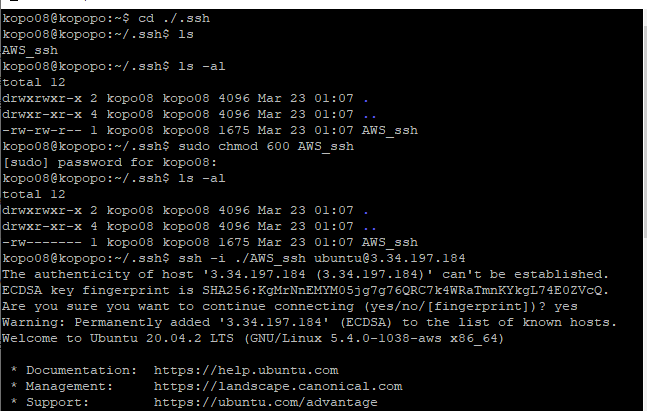 kopo08@kopopo:~$ cd ./.ssh
kopo08@kopopo:~/.ssh$ ls
AWS_ssh
kopo08@kopopo:~/.ssh$ ls -al
total 12
drwxrwxr-x 2 kopo08 kopo08 4096 Mar 23 01:07 .
drwxr-xr-x 4 kopo08 kopo08 4096 Mar 23 01:07 ..
-rw-rw-r-- 1 kopo08 kopo08 1675 Mar 23 01:07 AWS_ssh
kopo08@kopopo:~/.ssh$ sudo chmod 600 AWS_ssh
[sudo] password for kopo08:
kopo08@kopopo:~/.ssh$ ls -al
total 12
drwxrwxr-x 2 kopo08 kopo08 4096 Mar 23 01:07 .
drwxr-xr-x 4 kopo08 kopo08 4096 Mar 23 01:07 ..
-rw------- 1 kopo08 kopo08 1675 Mar 23 01:07 AWS_ssh
kopo08@kopopo:~/.ssh$ ssh -i ./AWS_ssh ubuntu@3.34.197.184
The authenticity of host '3.34.197.184 (3.34.197.184)' can't be established.
ECDSA key fingerprint is SHA256:KgMrNnEMYM05jg7g76QRC7k4WRaTmnKYkgL74E0ZVcQ.
Are you sure you want to continue connecting (yes/no/[fingerprint])? yes
Warning: Permanently added '3.34.197.184' (ECDSA) to the list of known hosts.
Welcome to Ubuntu 20.04.2 LTS (GNU/Linux 5.4.0-1038-aws x86_64)
* Documentation:  https://help.ubuntu.com
* Management:     https://landscape.canonical.com
* Support:        https://ubuntu.com/advantage